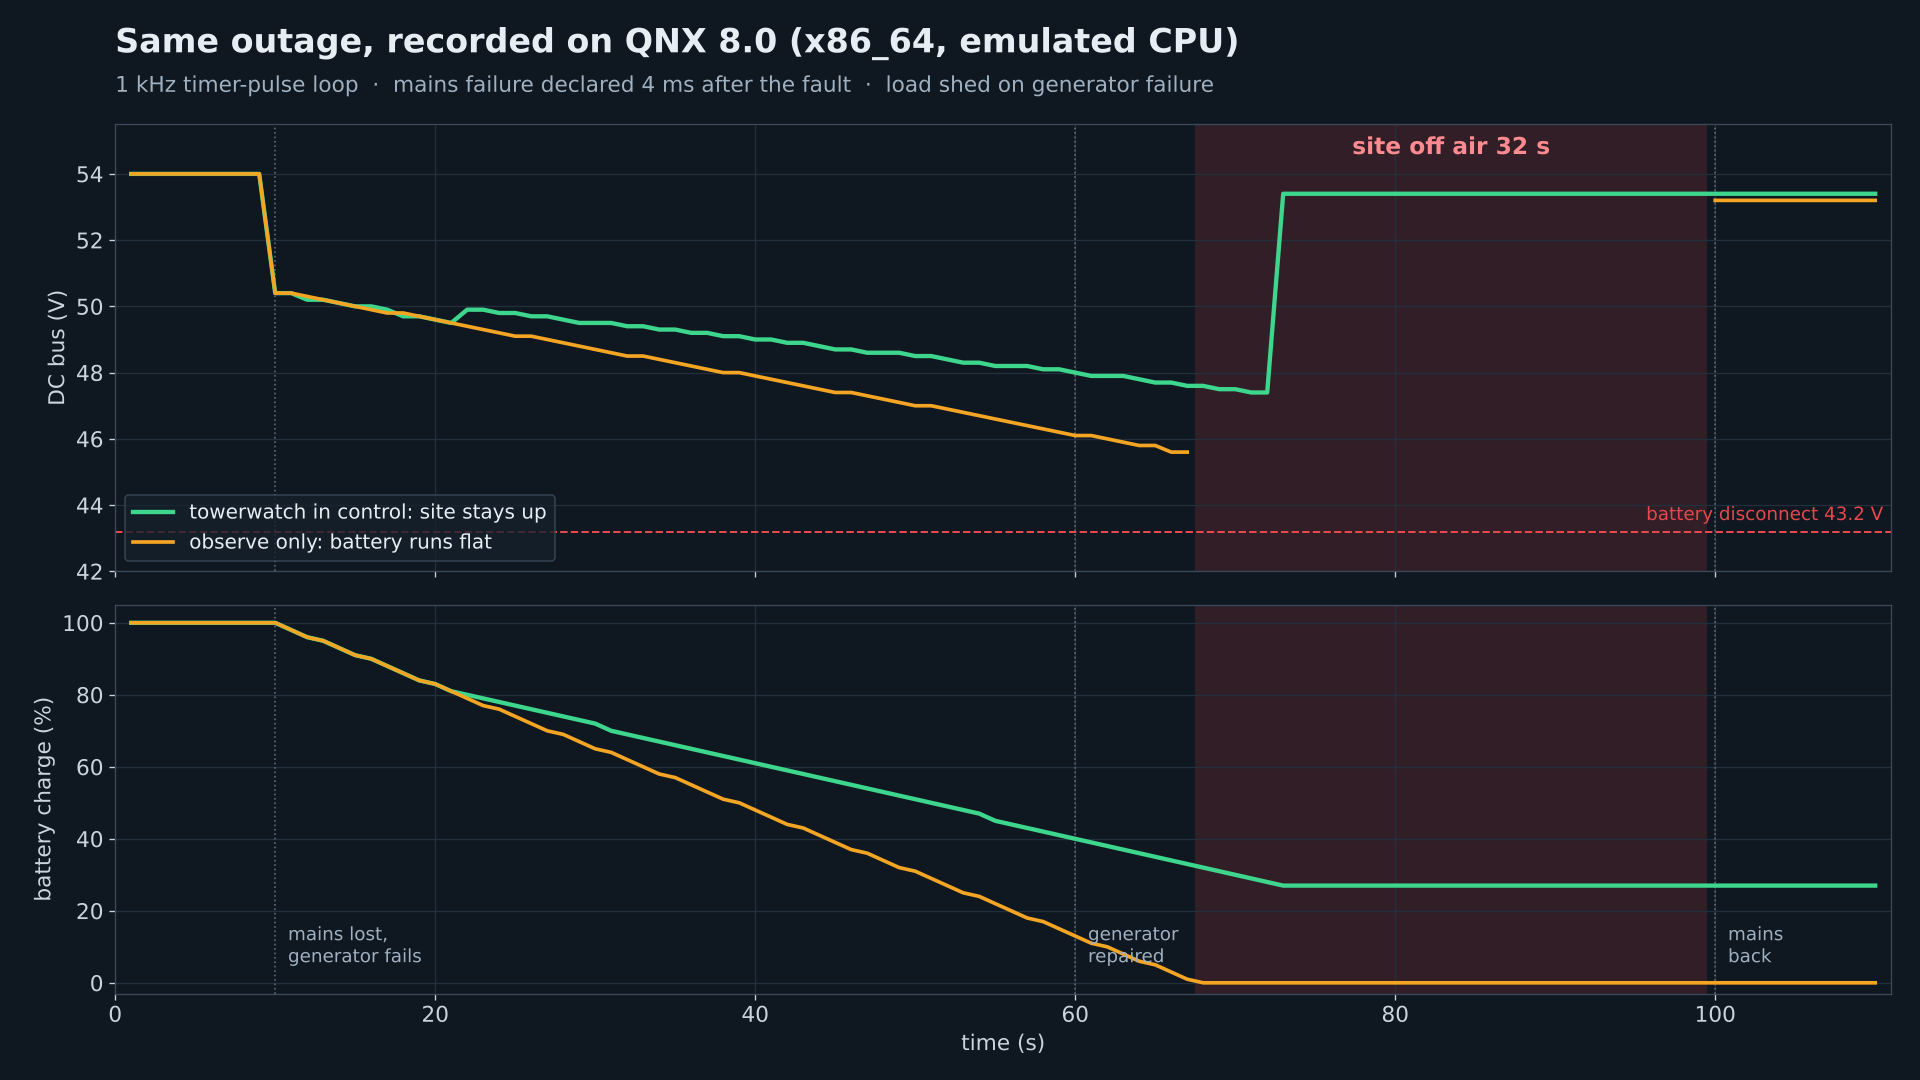 Same outage, recorded on QNX 8.0 (x86_64, emulated CPU)
1 kHz timer-pulse loop · mains failure declared 4 ms after the fault · load shed on generator failure
site off air 32 s
54
52
50
48
46
44
42
DC bus (V)
battery disconnect 43.2 V
towerwatch in control: site stays up
observe only: battery runs flat
100
80
60
40
20
0
battery charge (%)
mains lost,
generator fails
generator
repaired
mains
back
0
20
40
60
80
100
time (s)